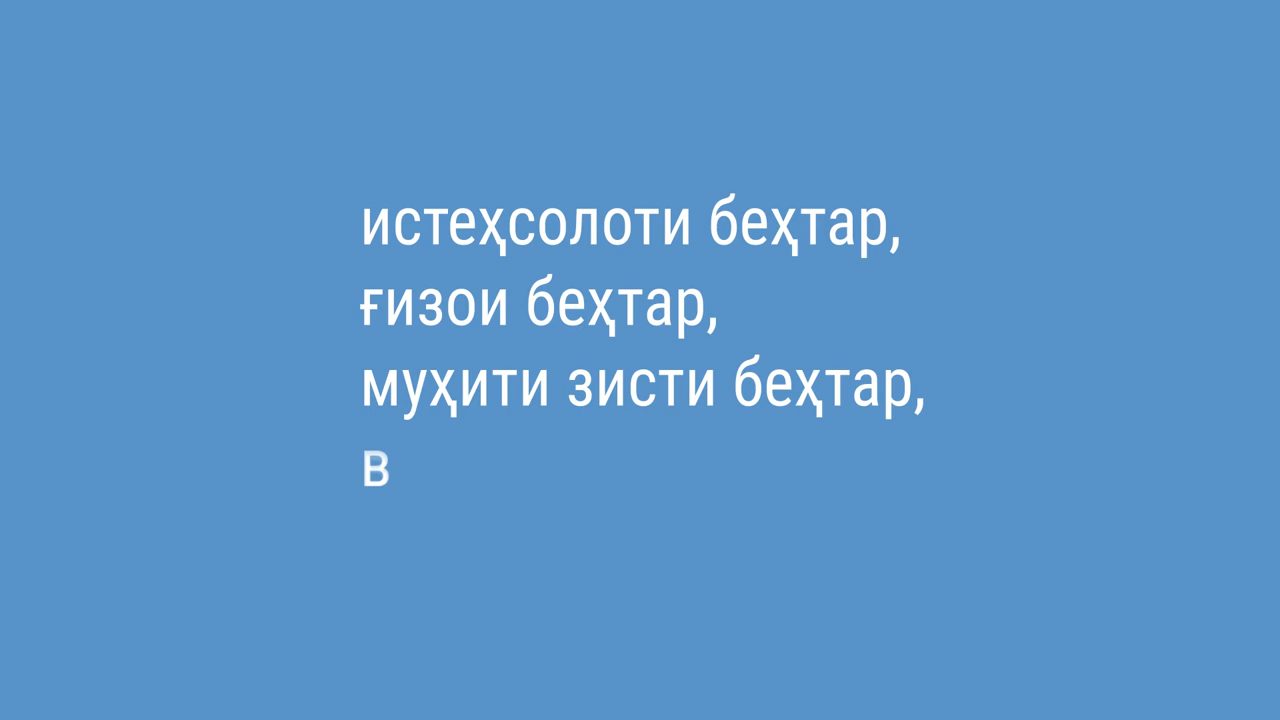 истеҳсолоти беҳтар,
ғизои беҳтар,
муҳити зисти беҳтар,
в